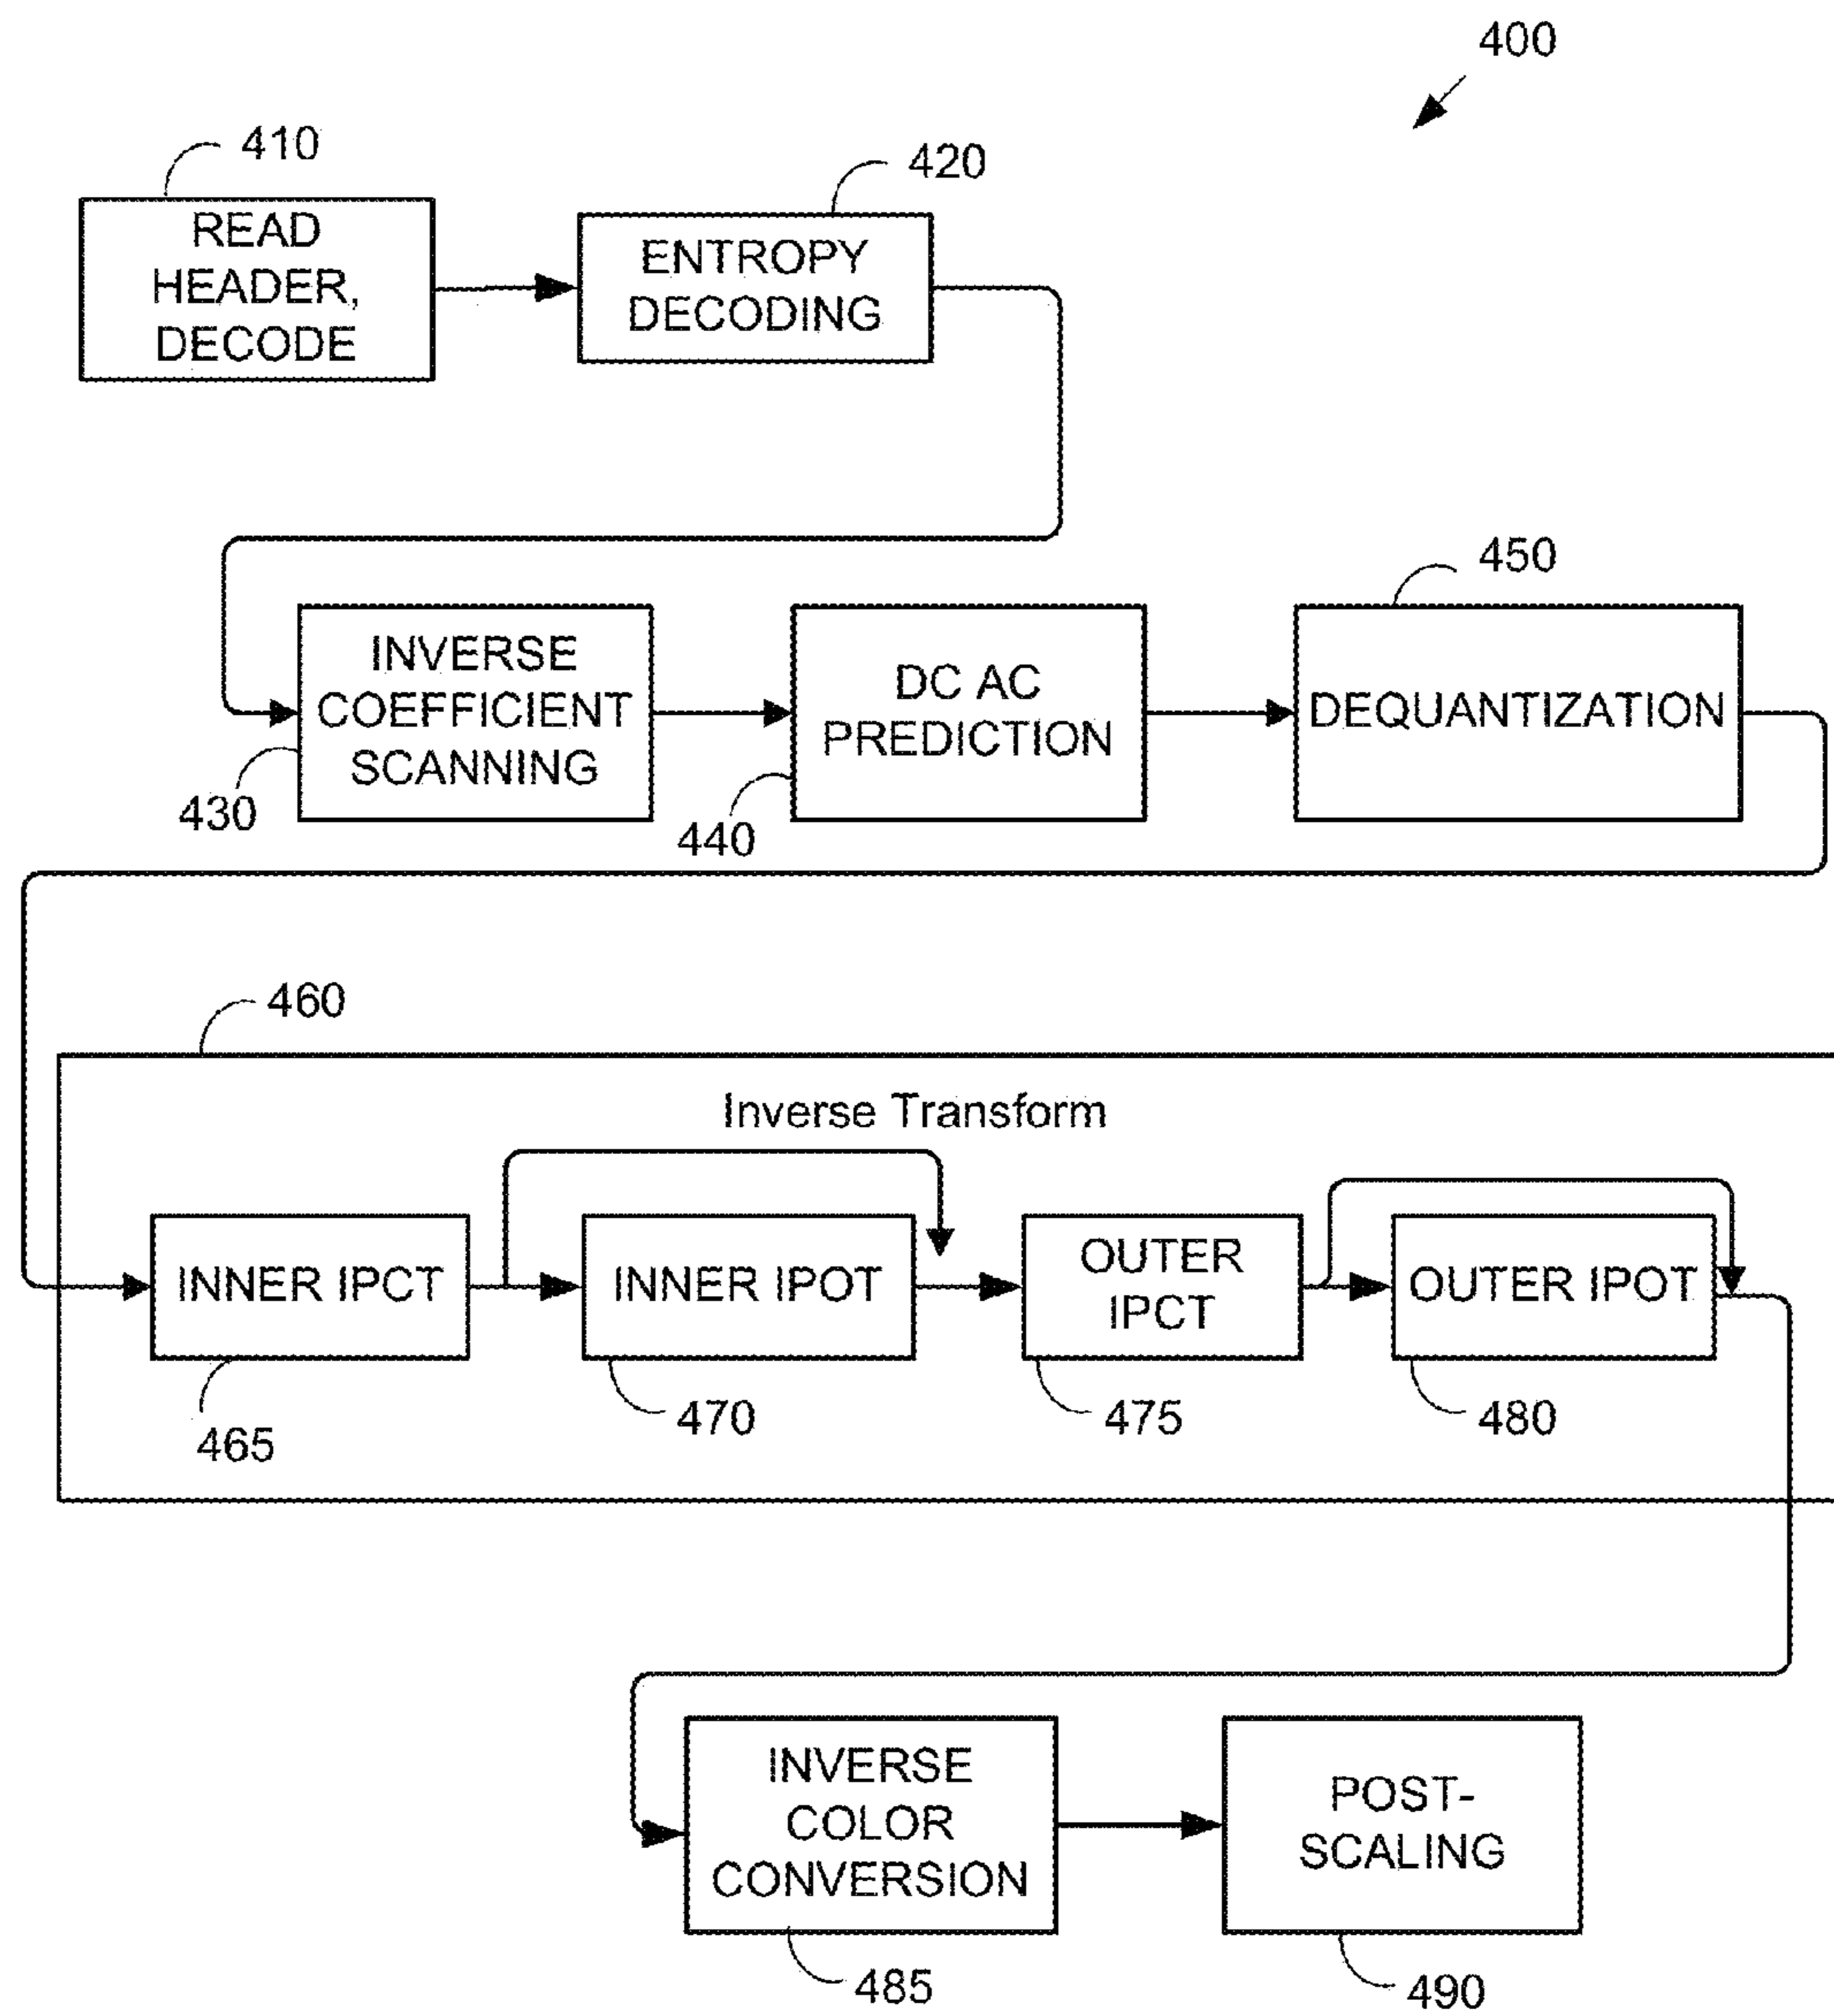 400
410
READ
HEADER,
DECODE
420
ENTROPY
DECODING
430
INVERSE
COEFFICIENT
SCANNING
440
DC AC
PREDICTION
450
DEQUANTIZATION
460
Inverse Transform
INNER IPCT
465
INNER IPOT
470
OUTER
IPCT
475
OUTER IPOT
480
INVERSE
COLOR
CONVERSION
485
POST-
SCALING
490